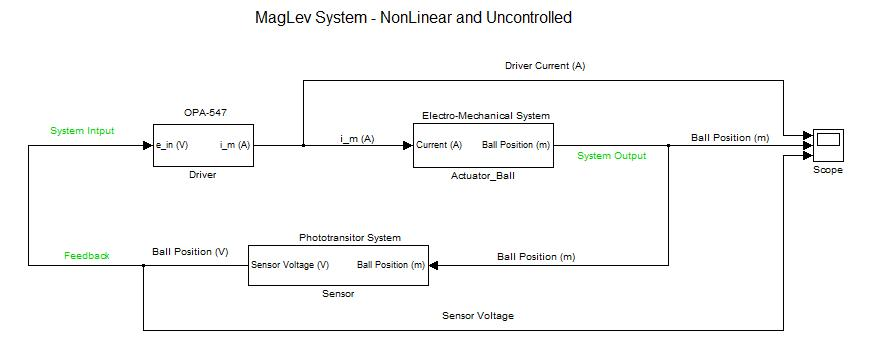 MagLev System - NonLinear and Uncontrolled
Driver Current (A)
OPA-547
Electro-Mechanical System
System Intput
e_in (V)
i_m (A)
i_m (A)
Current (A)
Ball Position (m)
System Output
Ball Position (m)
Driver
Actuator_Ball
Scope
Phototransitor System
Feedback
Ball Position (V)
Sensor Voltage (V)
Ball Position (m)
Ball Position (m)
Sensor
Sensor Voltage